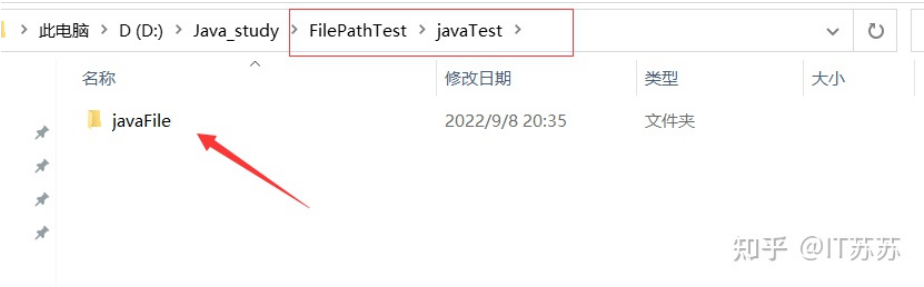 此电脑 > D (D:) > Java_study > FilePathTest > javaTest >
名称 修改日期 类型 大小
javaFile 2022/9/8 20:35 文件夹
知乎 @IT苏苏